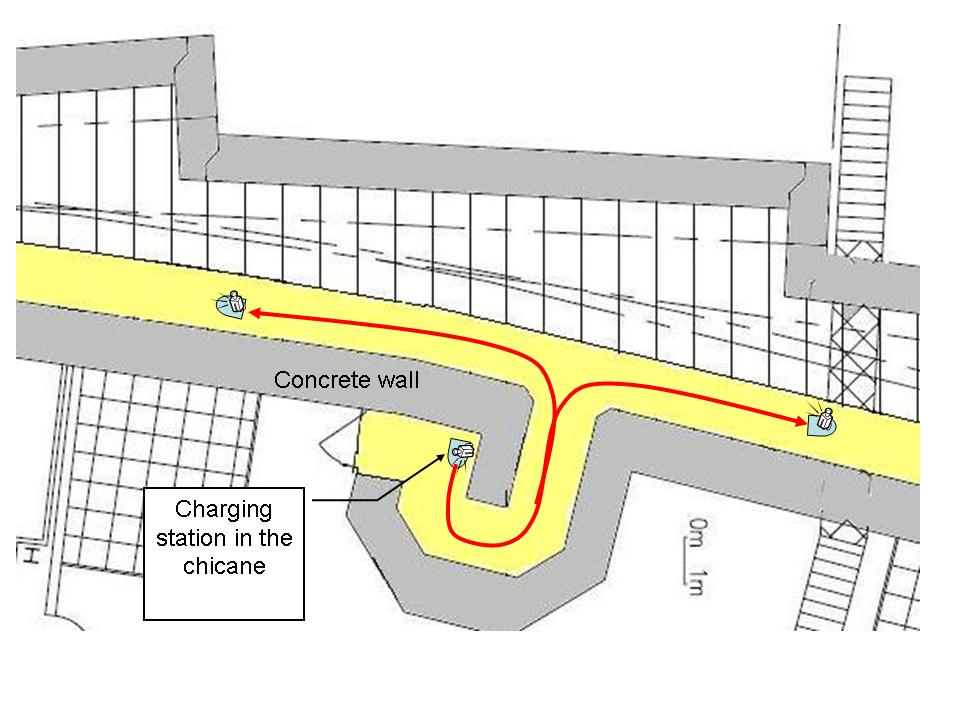 Concrete wall
Charging
station in the
chicane
0m 1m
H